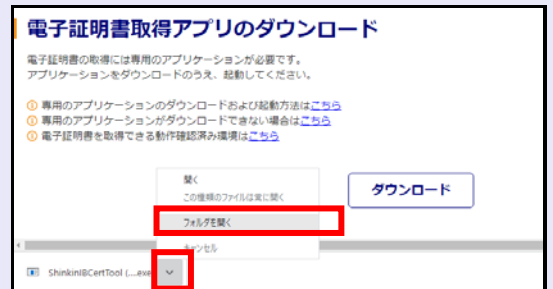 電子証明書取得アプリのダウンロード
電子証明書の取得には専用のアプリケーションが必要です。
アプリケーションをダウンロードのうえ、起動してください。
① 専用のアプリケーションのダウンロードおよび起動方法はこちら
① 専用のアプリケーションがダウンロードできない場合はこちら
① 電子証明書を取得できる動作確認済み環境はこちら
開く
この種類のファイルは常に開く
フォルダを開く
キャンセル
ダウンロード
ShinkinIBCertTool (....exe